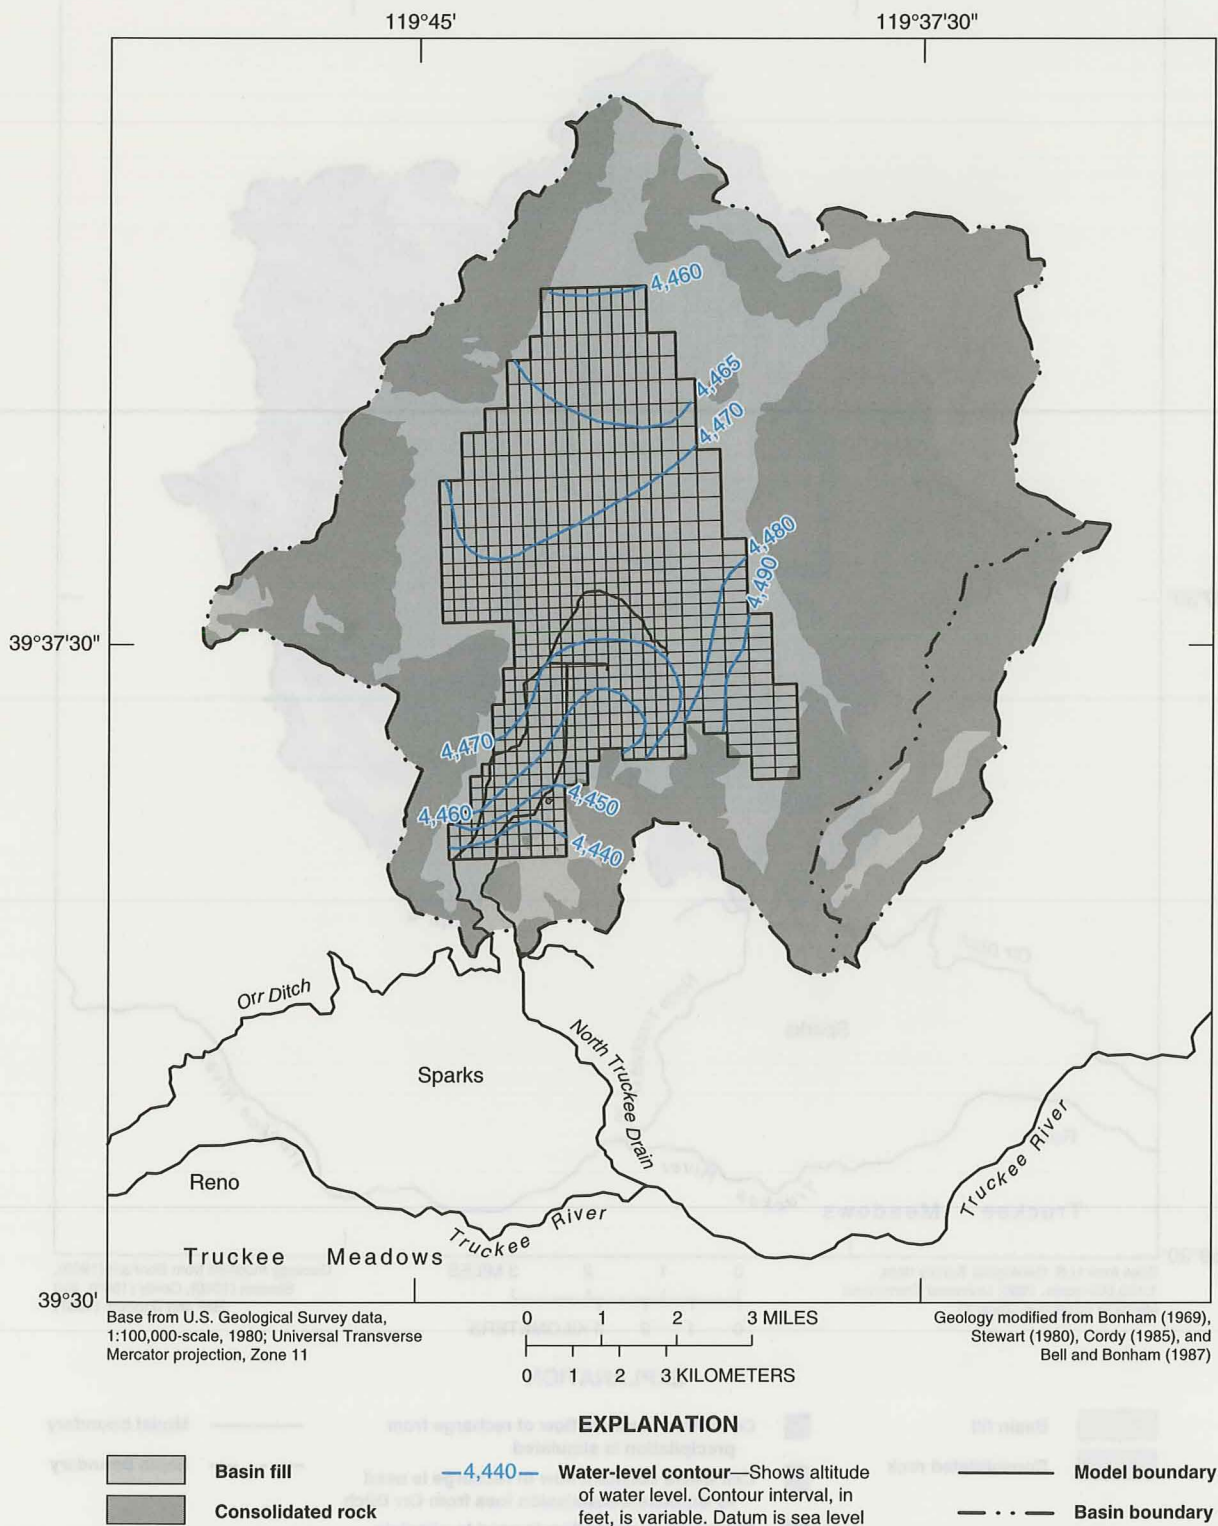 119°45'
119°37'30"
4,460
4,465
4,470
4,480
4,490
39°37'30"
4,470
4,460
4,450
4,440
Orr Ditch
Sparks
North Truckee Drain
Reno
Truckee River
Truckee River
Truckee Meadows
39°30'
Base from U.S. Geological Survey data,
1:100,000-scale, 1980; Universal Transverse
Mercator projection, Zone 11
0 1 2 3 MILES
0 1 2 3 KILOMETERS
Geology modified from Bonham (1969),
Stewart (1980), Cordy (1985), and
Bell and Bonham (1987)
EXPLANATION
Basin fill
Consolidated rock
4,440
Water-level contour—Shows altitude
of water level. Contour interval, in
feet, is variable. Datum is sea level
Model boundary
Basin boundary